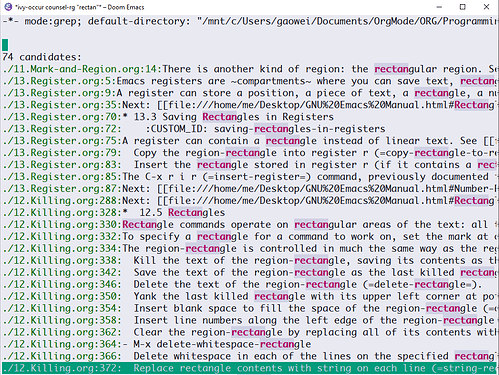 *ivy-occur counsel-rg "rectan"* – Doom Emacs
-*- mode:grep; default-directory: "/mnt/c/Users/gaowei/Documents/OrgMode/ORG/Programmin
74 candidates:
./11.Mark-and-Region.org:14:There is another kind of region: the rectangular region. Se
./13.Register.org:5:Emacs registers are ~compartments~ where you can save text, rectang
./13.Register.org:9:A register can store a position, a piece of text, a rectangle, a nu
./13.Register.org:35:Next: [[file:///home/me/Desktop/GNU%20Emacs%20Manual.html#Rectangl
./13.Register.org:70:* 13.3 Saving Rectangles in Registers
./13.Register.org:72:    :CUSTOM_ID: saving-rectangles-in-registers
./13.Register.org:75:A register can contain a rectangle instead of linear text. See [[f
./13.Register.org:79:  Copy the region-rectangle into register r (=copy-rectangle-to-re
./13.Register.org:83:  Insert the rectangle stored in register r (if it contains a rect
./13.Register.org:85:The C-x r i r (=insert-register=) command, previously documented
./13.Register.org:87:Next: [[file:///home/me/Desktop/GNU%20Emacs%20Manual.html#Number-R
./12.Killing.org:288:Next: [[file:///home/me/Desktop/GNU%20Emacs%20Manual.html#Rectangl
./12.Killing.org:328:*  12.5 Rectangles
./12.Killing.org:330:Rectangle commands operate on rectangular areas of the text: all t
./12.Killing.org:332:To specify a rectangle for a command to work on, set the mark at
./12.Killing.org:334:The region-rectangle is controlled in much the same way as the reg
./12.Killing.org:338:  Kill the text of the region-rectangle, saving its contents as th
./12.Killing.org:342:  Save the text of the region-rectangle as the last killed rectang
./12.Killing.org:346:  Delete the text of the region-rectangle (=delete-rectangle=).
./12.Killing.org:350:  Yank the last killed rectangle with its upper left corner at poi
./12.Killing.org:354:  Insert blank space to fill the space of the region-rectangle (=o
./12.Killing.org:358:  Insert line numbers along the left edge of the region-rectangle
./12.Killing.org:362:  Clear the region-rectangle by replacing all of its contents with
./12.Killing.org:364:- M-x delete-whitespace-rectangle
./12.Killing.org:366:  Delete whitespace in each of the lines on the specified rectangl
./12.Killing.org:372:  Replace rectangle contents with string on each line (=string-rec